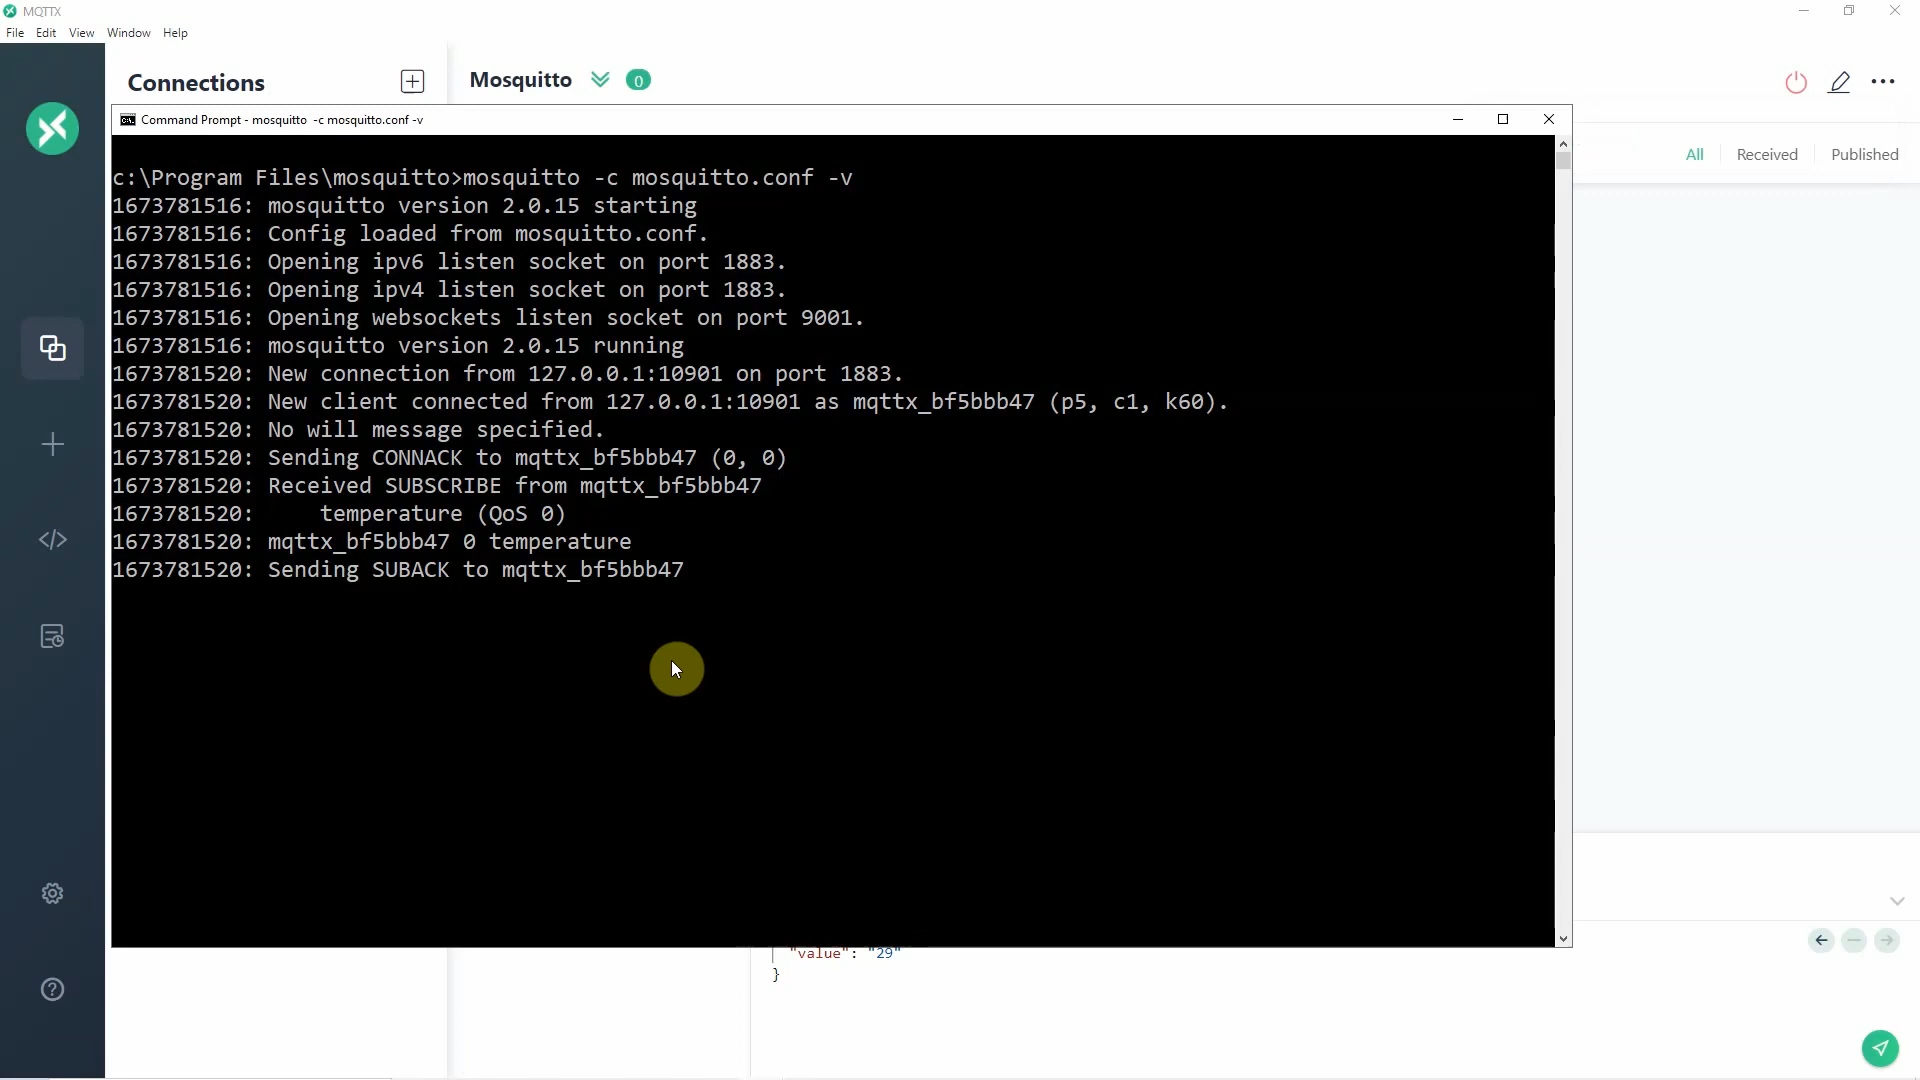 MQTTX
File Edit View Window Help
Connections
Mosquitto 0
Command Prompt - mosquitto -c mosquitto.conf -v
All Received Published
c:\Program Files\mosquitto>mosquitto -c mosquitto.conf -v
1673781516: mosquitto version 2.0.15 starting
1673781516: Config loaded from mosquitto.conf.
1673781516: Opening ipv6 listen socket on port 1883.
1673781516: Opening ipv4 listen socket on port 1883.
1673781516: Opening websockets listen socket on port 9001.
1673781516: mosquitto version 2.0.15 running
1673781520: New connection from 127.0.0.1:10901 on port 1883.
1673781520: New client connected from 127.0.0.1:10901 as mqttx_bf5bbb47 (p5, c1, k60).
1673781520: No will message specified.
1673781520: Sending CONNACK to mqttx_bf5bbb47 (0, 0)
1673781520: Received SUBSCRIBE from mqttx_bf5bbb47
1673781520:     temperature (QoS 0)
1673781520: mqttx_bf5bbb47 0 temperature
1673781520: Sending SUBACK to mqttx_bf5bbb47
"value": "29"
}